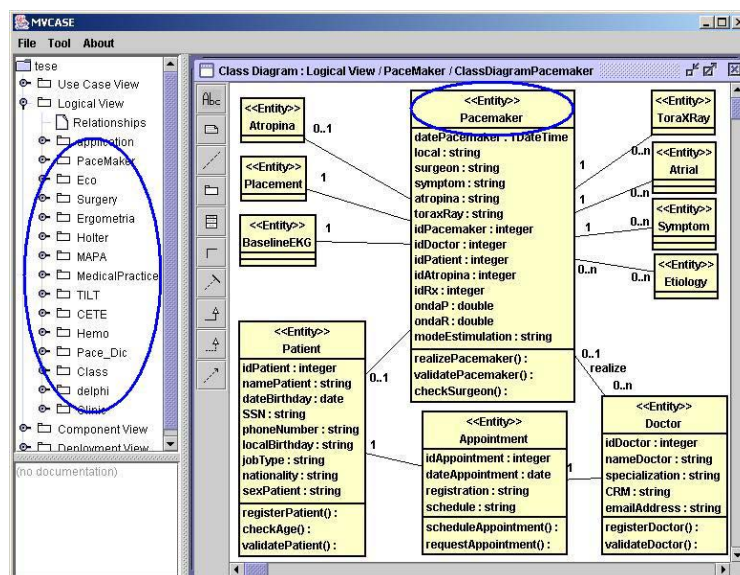 MVCASE
File Tool About
tese
Use Case View
Logical View
Relationships
application
PaceMaker
Eco
Surgery
Ergometria
Holter
MAPA
MedicalPractice
TILT
CETE
Hemo
Pace_Dic
Class
delphi
Clinic
Component View
Deployment View
(no documentation)
Class Diagram : Logical View / PaceMaker / ClassDiagramPacemaker
Abc
<<Entity>>
Atropina
0..1
<<Entity>>
Placement
1
<<Entity>>
BaselineEKG
1
<<Entity>>
Pacemaker
datePacemaker : TDateTime
local : string
surgeon : string
symptom : string
atropina : string
toraxRay : string
idPacemaker : integer
idDoctor : integer
idPatient : integer
idAtropina : integer
idRx : integer
ondaP : double
ondaR : double
modeEstimulation : string
realizePacemaker() :
validatePacemaker() :
checkSurgeon() :
<<Entity>>
ToraXRay
0..n
1
<<Entity>>
Atrial
0..n
1
<<Entity>>
Symptom
0..n
1
<<Entity>>
Etiology
0..n
0..n
<<Entity>>
Patient
idPatient : integer
namePatient : string
dateBirthday : date
SSN : string
phoneNumber : string
localBirthday : string
jobType : string
nationality : string
sexPatient : string
registerPatient() :
checkAge() :
validatePatient() :
0..1
1
<<Entity>>
Appointment
idAppointment : integer
dateAppointment : date
registration : string
schedule : string
scheduleAppointment() :
requestAppointment() :
1
0..1
realize
0..n
<<Entity>>
Doctor
idDoctor : integer
nameDoctor : string
specialization : string
CRM : string
emailAddress : string
registerDoctor() :
validateDoctor() :